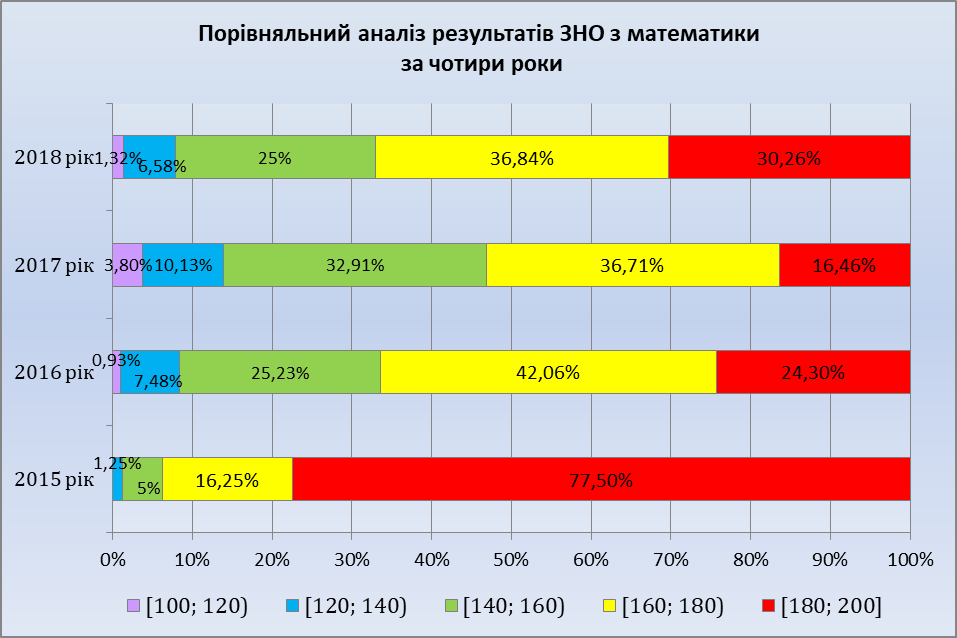 Порівняльний аналіз результатів ЗНО з математики
за чотири роки
2018 рік 1,32% 6,58% 25% 36,84% 30,26%
2017 рік 3,80% 10,13% 32,91% 36,71% 16,46%
2016 рік 0,93% 7,48% 25,23% 42,06% 24,30%
2015 рік 1,25% 5% 16,25% 77,50%
0% 10% 20% 30% 40% 50% 60% 70% 80% 90% 100%
[100; 120) [120; 140) [140; 160) [160; 180) [180; 200]